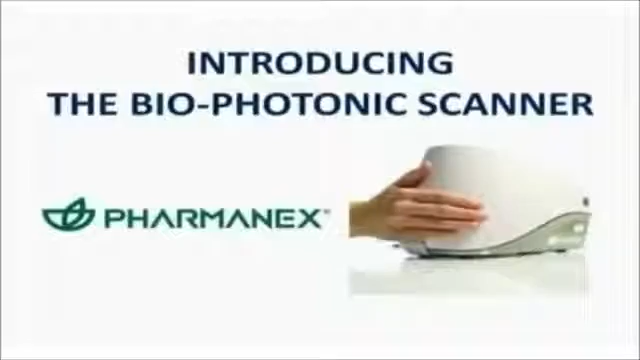 INTRODUCING
THE BIO-PHOTONIC SCANNER
PHARMANEX